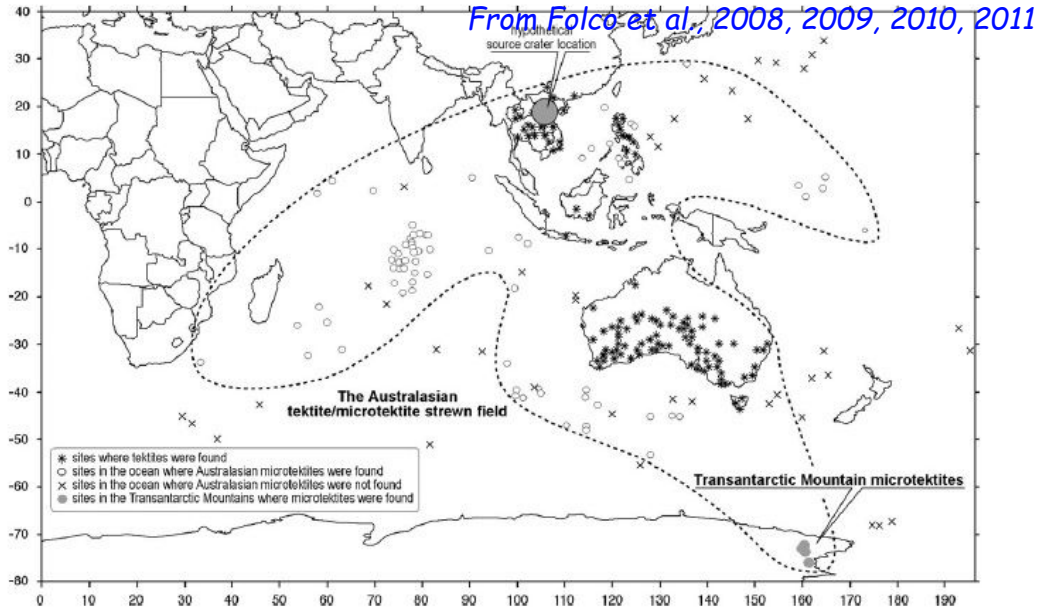 From Folco et al., 2008, 2009, 2010, 2011
hypothetical
source crater location
40
30
20
10
0
-10
-20
-30
-40
-50
-60
-70
-80
The Australasian
tektite/microtektite strewn field
sites where tektites were found
sites in the ocean where Australasian microtektites were found
sites in the ocean where Australasian microtektites were not found
sites in the Transantarctic Mountains where microtektites were found
Transantarctic Mountain microtektites
0 10 20 30 40 50 60 70 80 90 100 110 120 130 140 150 160 170 180 190